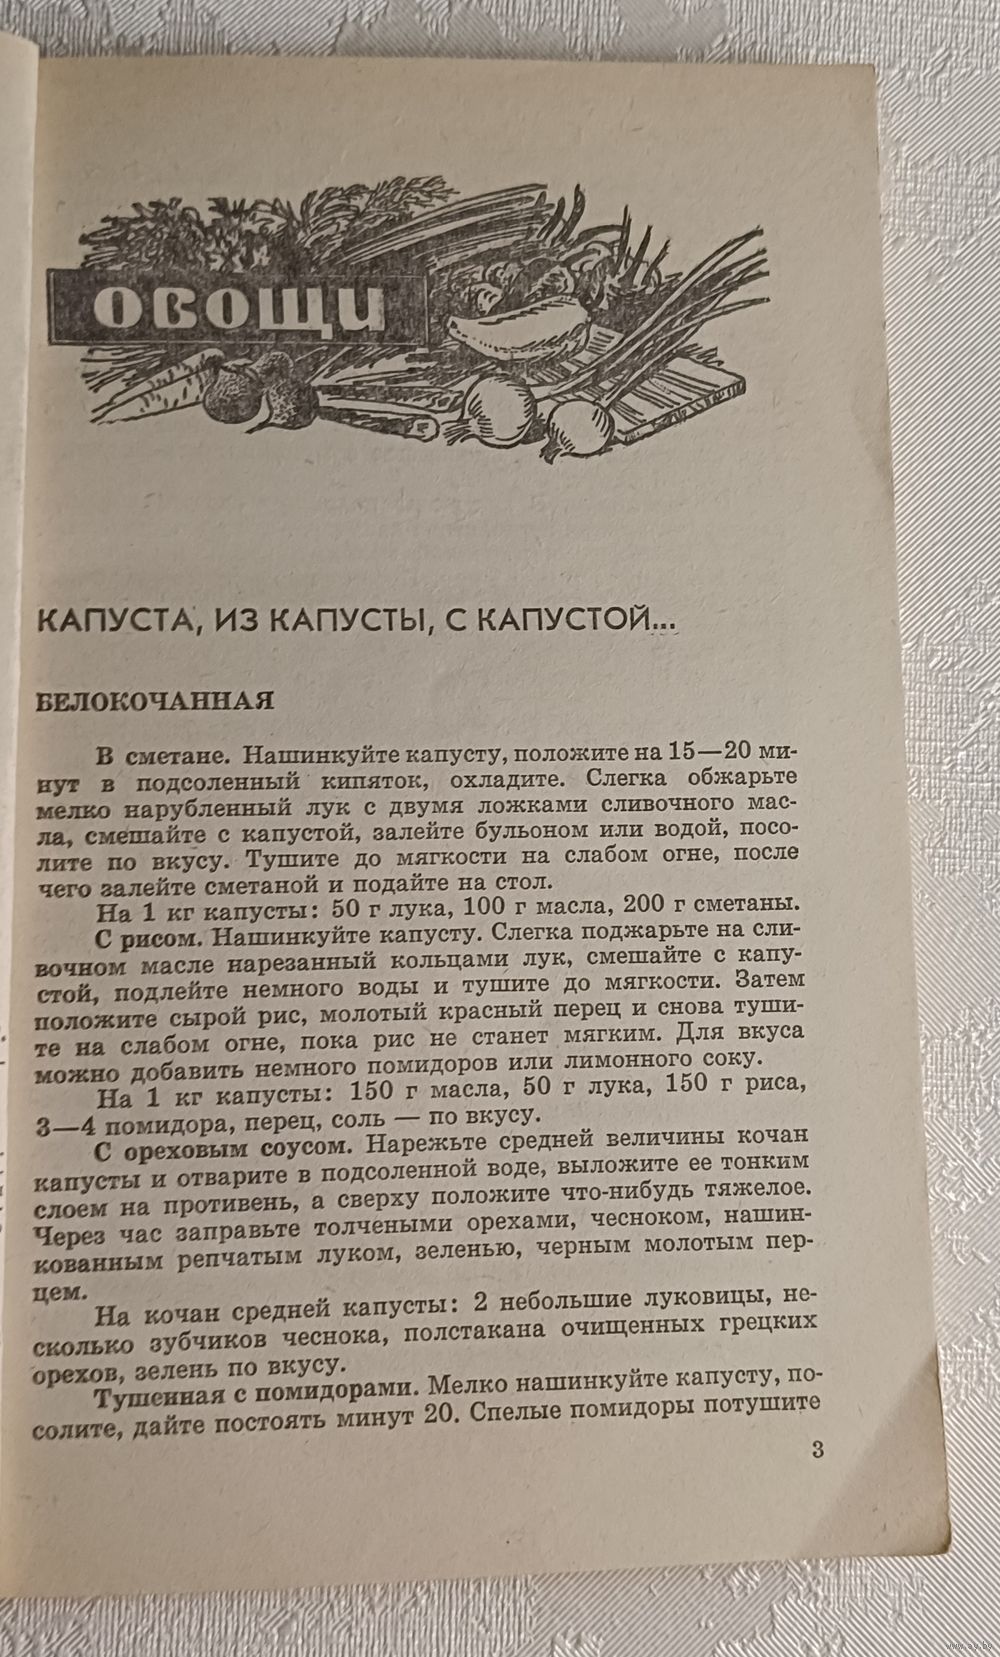 ОВОЩИ
КАПУСТА, ИЗ КАПУСТЫ, С КАПУСТОЙ...
БЕЛОКОЧАННАЯ
В сметане. Нашинкуйте капусту, положите на 15—20 ми-
нут в подсоленный кипяток, охладите. Слегка обжарьте
мелко нарубленный лук с двумя ложками сливочного мас-
ла, смешайте с капустой, залейте бульоном или водой, посо-
лите по вкусу. Тушите до мягкости на слабом огне, после
чего залейте сметаной и подайте на стол.
На 1 кг капусты: 50 г лука, 100 г масла, 200 г сметаны.
С рисом. Нашинкуйте капусту. Слегка поджарьте на сли-
вочном масле нарезанный кольцами лук, смешайте с капу-
стой, подлейте немного воды и тушите до мягкости. Затем
положите сырой рис, молотый красный перец и снова туши-
те на слабом огне, пока рис не станет мягким. Для вкуса
можно добавить немного помидоров или лимонного соку.
На 1 кг капусты: 150 г масла, 50 г лука, 150 г риса,
3—4 помидора, перец, соль — по вкусу.
С ореховым соусом. Нарежьте средней величины кочан
капусты и отварите в подсоленной воде, выложите ее тонким
слоем на противень, а сверху положите что-нибудь тяжелое.
Через час заправьте толчеными орехами, чесноком, нашин-
кованным репчатым луком, зеленью, черным молотым пер-
цем.
На кочан средней капусты: 2 небольшие луковицы, не-
сколько зубчиков чеснока, полстакана очищенных грецких
орехов, зелень по вкусу.
Тушенная с помидорами. Мелко нашинкуйте капусту, по-
солите, дайте постоять минут 20. Спелые помидоры потушите
3
www.ay.by